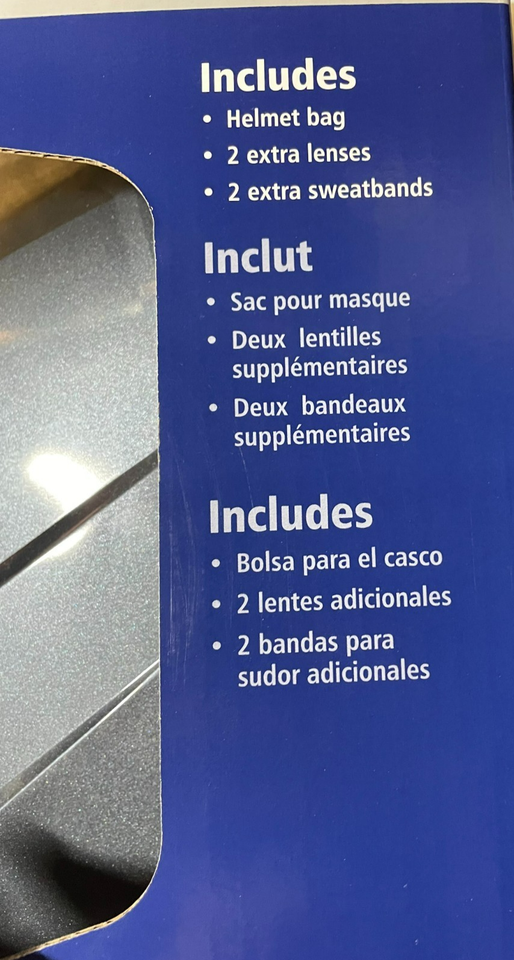 Includes
• Helmet bag
• 2 extra lenses
• 2 extra sweatbands
Inclut
• Sac pour masque
• Deux lentilles
supplémentaires
• Deux bandeaux
supplémentaires
Includes
• Bolsa para el casco
• 2 lentes adicionales
• 2 bandas para
sudor adicionales